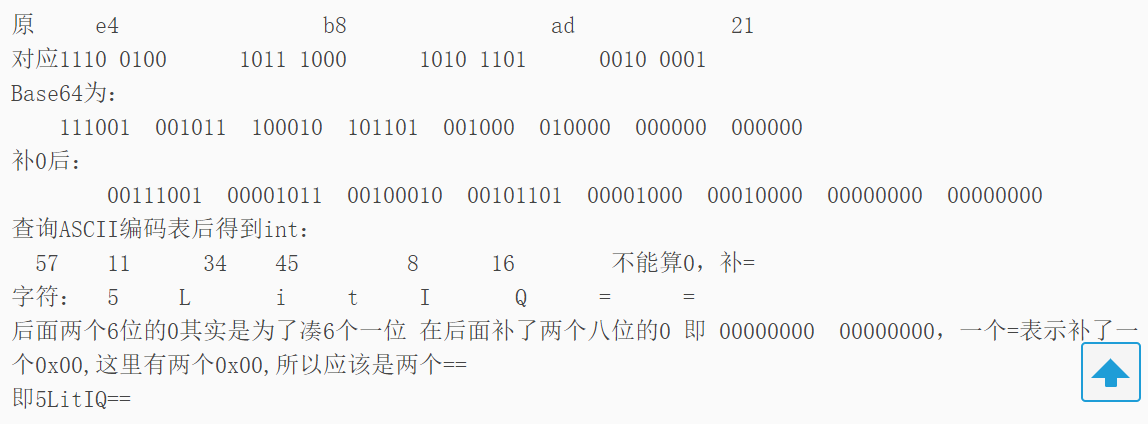 原 e4 b8 ad 21
对应1110 0100 1011 1000 1010 1101 0010 0001
Base64为:
111001 001011 100010 101101 001000 010000 000000 000000
补0后:
00111001 00001011 00100010 00101101 00001000 00010000 00000000 00000000
查询ASCII编码表后得到int:
57 11 34 45 8 16 不能算0，补=
字符: 5 L i t I Q = =
后面两个6位的0其实是为了凑6个一位 在后面补了两个八位的0 即 00000000 00000000，一个=表示补了一
个0x00,这里有两个0x00,所以应该是两个==
即5LitIQ==